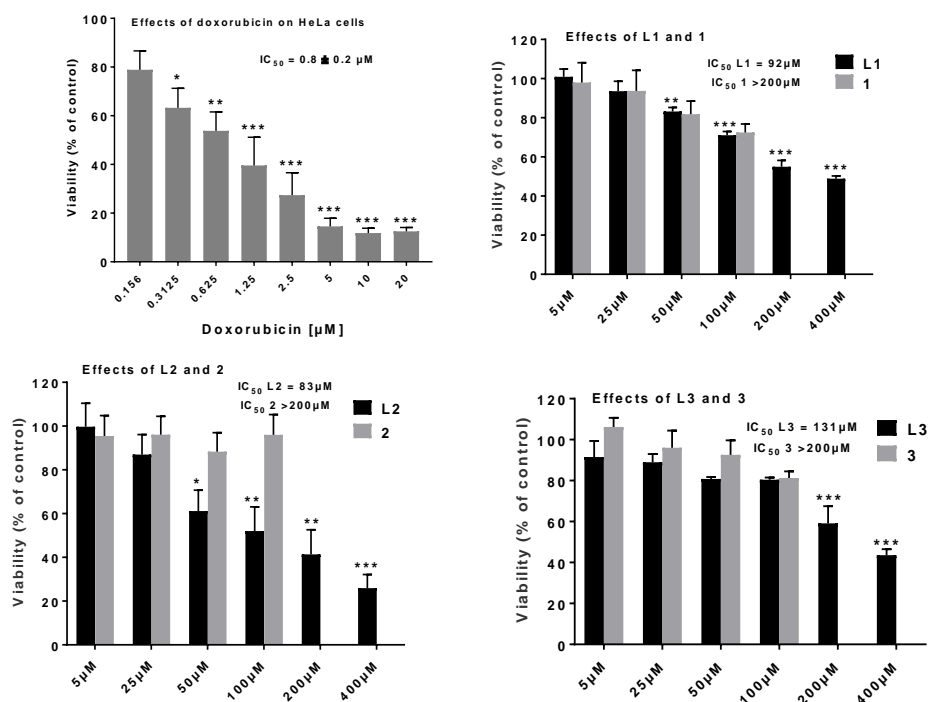 Effects of doxorubicin on HeLa cells
IC50 = 0.8 ± 0.2 µM
Viability (% of control)
100
80
60
40
20
0
*
**
***
***
***
***
***
0.156
0.3125
0.625
1.25
2.5
5
10
20
Doxorubicin [µM]
Effects of L1 and 1
IC50 L1 = 92µM
IC50 1 >200µM
L1
1
Viability (% of control)
120
100
80
60
40
20
0
**
***
***
***
5µM
25µM
50µM
100µM
200µM
400µM
Effects of L2 and 2
IC50 L2 = 83µM
IC50 2 >200µM
L2
2
Viability (% of control)
120
100
80
60
40
20
0
*
**
**
***
5µM
25µM
50µM
100µM
200µM
400µM
Effects of L3 and 3
IC50 L3 = 131µM
IC50 3 >200µM
L3
3
Viability (% of control)
120
100
80
60
40
20
0
***
***
5µM
25µM
50µM
100µM
200µM
400µM